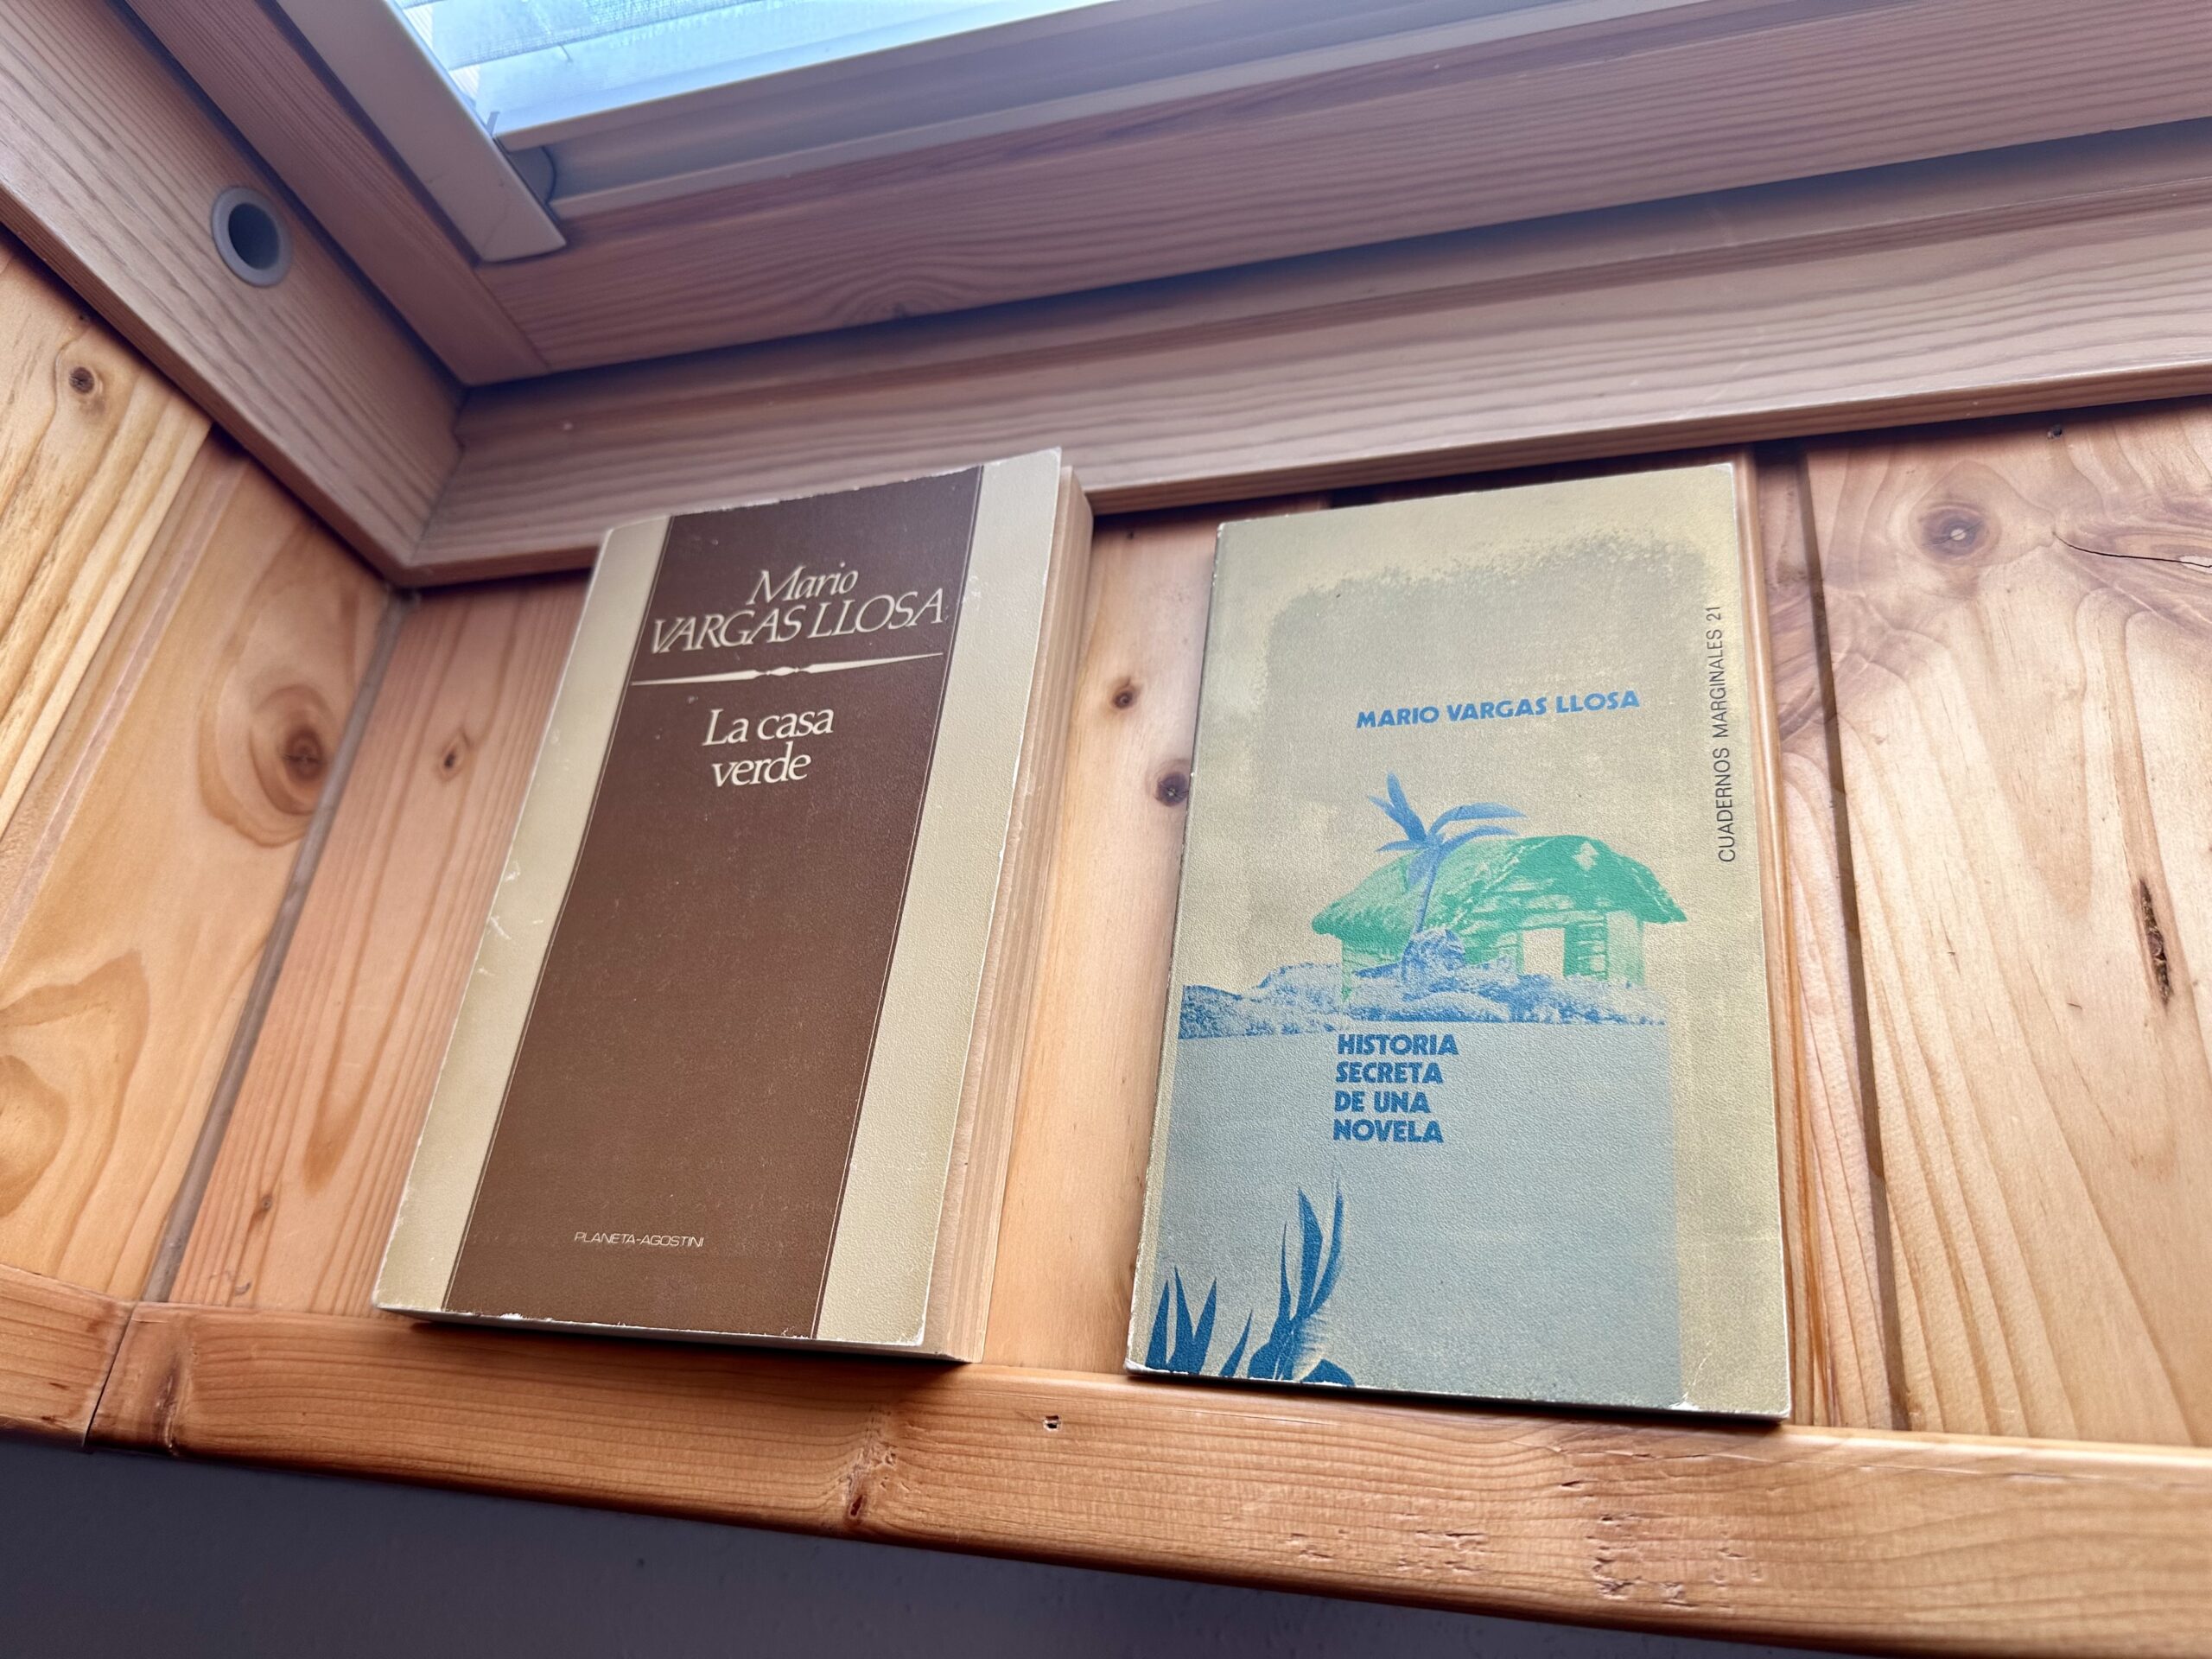 Mario
VARGAS LLOSA
La casa
verde
PLANETA-AGOSTINI
MARIO VARGAS LLOSA
CUADERNOS MARGINALES 21
HISTORIA
SECRETA
DE UNA
NOVELA